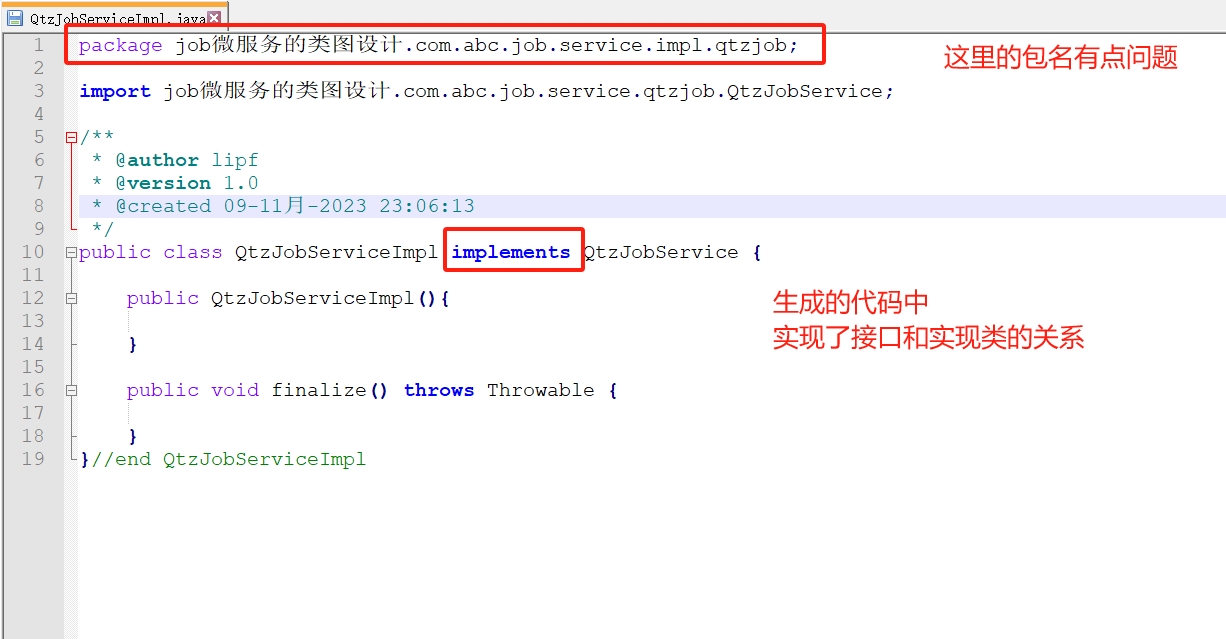 QtzJobServiceImpl.java
1 package job微服务的类图设计.com.abc.job.service.impl.qtzjob;
这里的包名有点问题
2
3 import job微服务的类图设计.com.abc.job.service.qtzjob.QtzJobService;
4
5 /**
6 * @author lipf
7 * @version 1.0
8 * @created 09-11月-2023 23:06:13
9 */
10 public class QtzJobServiceImpl implements QtzJobService {
11
12 public QtzJobServiceImpl(){
生成的代码中
13
实现了接口和实现类的关系
14 }
15
16 public void finalize() throws Throwable {
17
18 }
19 }//end QtzJobServiceImpl